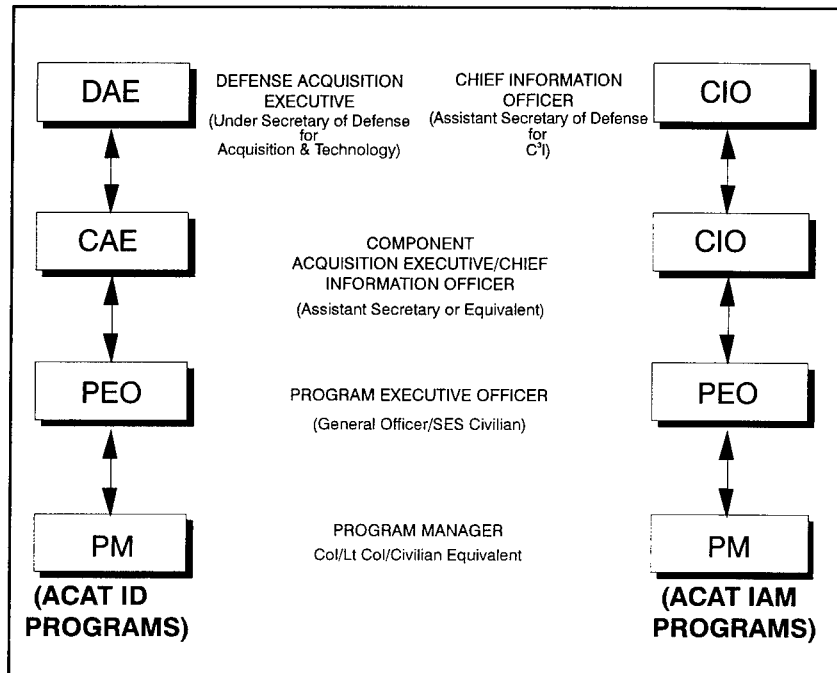 DAE
DEFENSE ACQUISITION
EXECUTIVE
(Under Secretary of Defense
for
Acquisition & Technology)
CHIEF INFORMATION
OFFICER
(Assistant Secretary of Defense
for
C³I)
CIO
CAE
COMPONENT
ACQUISITION EXECUTIVE/CHIEF
INFORMATION OFFICER
(Assistant Secretary or Equivalent)
CIO
PEO
PROGRAM EXECUTIVE OFFICER
(General Officer/SES Civilian)
PEO
PM
PROGRAM MANAGER
Col/Lt Col/Civilian Equivalent
PM
(ACAT ID
PROGRAMS)
(ACAT IAM
PROGRAMS)